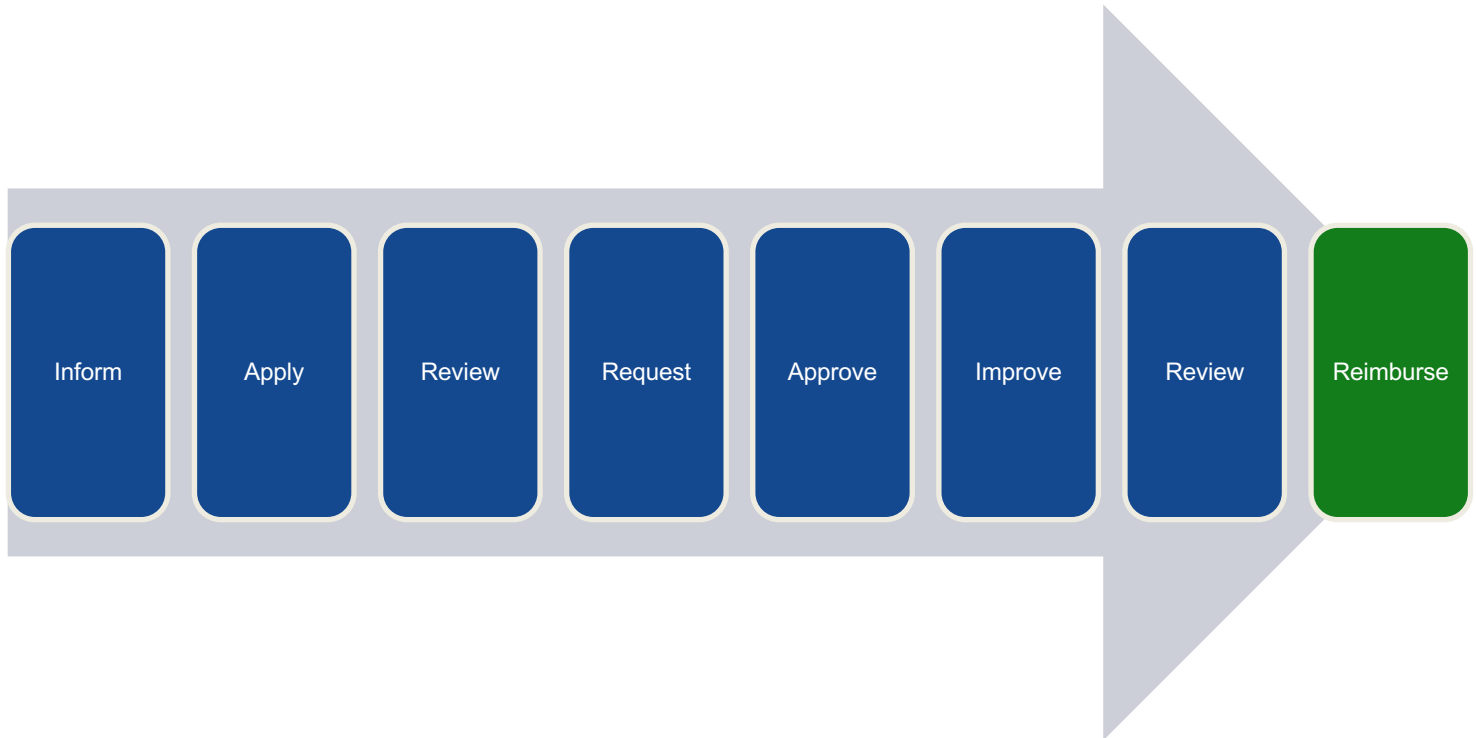 Inform
Apply
Review
Request
Approve
Improve
Review
Reimburse